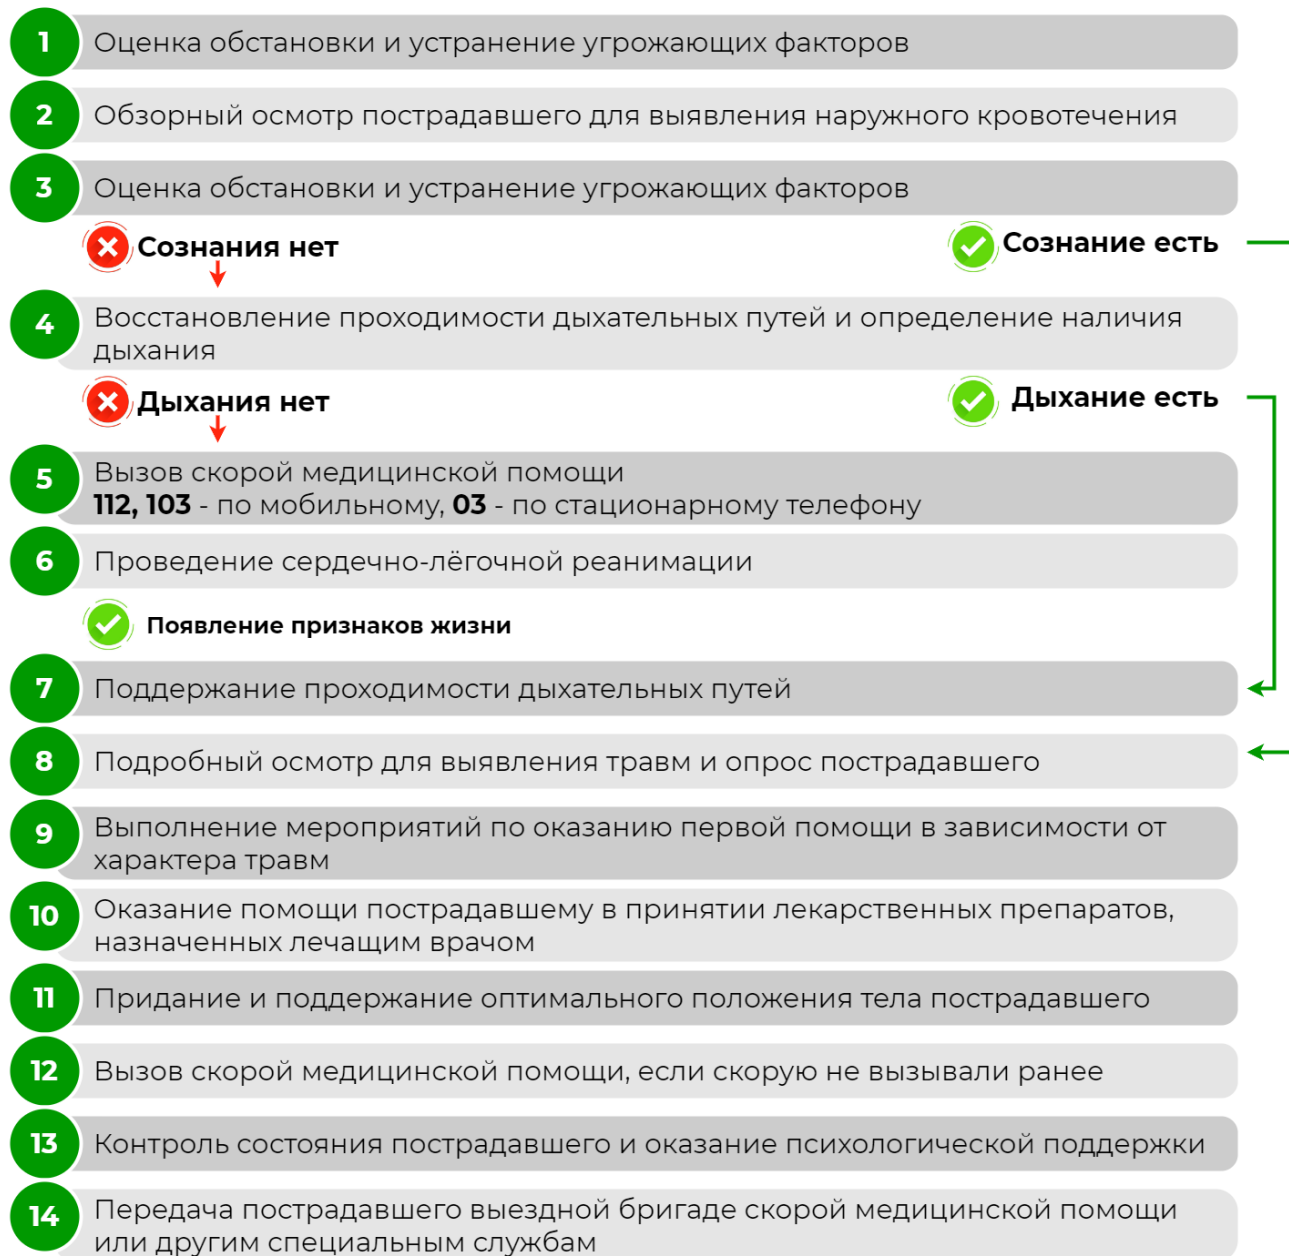 1 Оценка обстановки и устранение угрожающих факторов
2 Обзорный осмотр пострадавшего для выявления наружного кровотечения
3 Оценка обстановки и устранение угрожающих факторов
Сознания нет Сознание есть
4 Восстановление проходимости дыхательных путей и определение наличия
дыхания
Дыхания нет Дыхание есть
5 Вызов скорой медицинской помощи
112, 103 - по мобильному, 03 - по стационарному телефону
6 Проведение сердечно-лёгочной реанимации
Появление признаков жизни
7 Поддержание проходимости дыхательных путей
8 Подробный осмотр для выявления травм и опрос пострадавшего
9 Выполнение мероприятий по оказанию первой помощи в зависимости от
характера травм
10 Оказание помощи пострадавшему в принятии лекарственных препаратов,
назначенных лечащим врачом
11 Придание и поддержание оптимального положения тела пострадавшего
12 Вызов скорой медицинской помощи, если скорую не вызывали ранее
13 Контроль состояния пострадавшего и оказание психологической поддержки
14 Передача пострадавшего выездной бригаде скорой медицинской помощи
или другим специальным службам